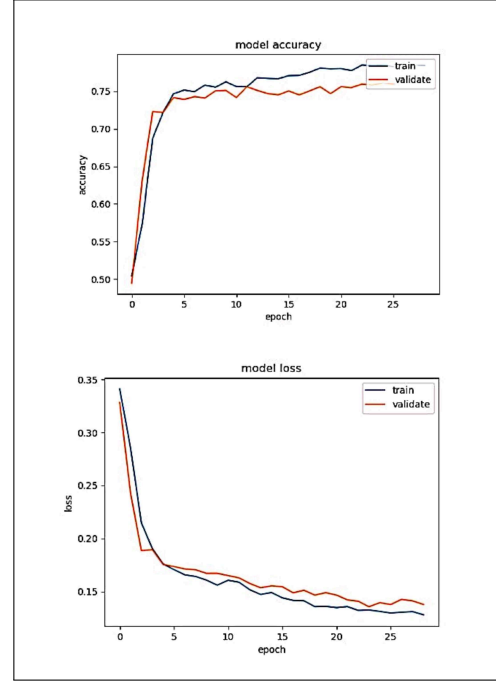 model accuracy
train
validate
0.75
0.70
0.65
0.60
0.55
0.50
accuracy
0
5
10
15
20
25
epoch
model loss
train
validate
0.35
0.30
0.25
0.20
0.15
loss
0
5
10
15
20
25
epoch